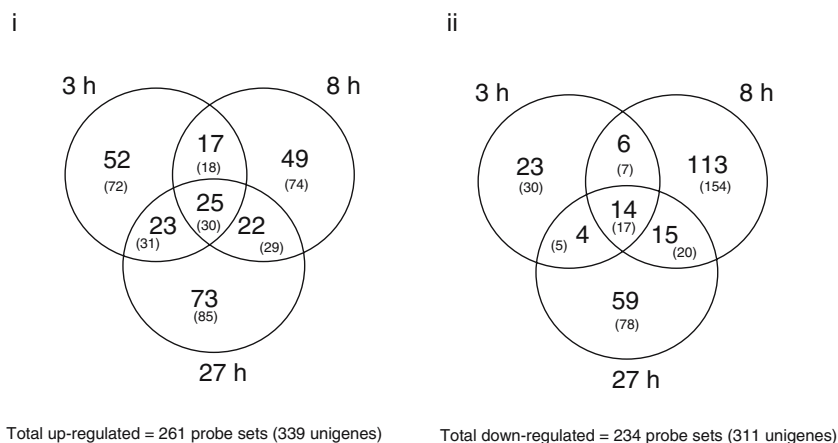 i
3 h
8 h
52
(72)
17
(18)
49
(74)
25
(30)
23
(31)
22
(29)
73
(85)
27 h
Total up-regulated = 261 probe sets (339 unigenes)
ii
3 h
8 h
23
(30)
6
(7)
113
(154)
14
(17)
(5) 4
15
(20)
59
(78)
27 h
Total down-regulated = 234 probe sets (311 unigenes)